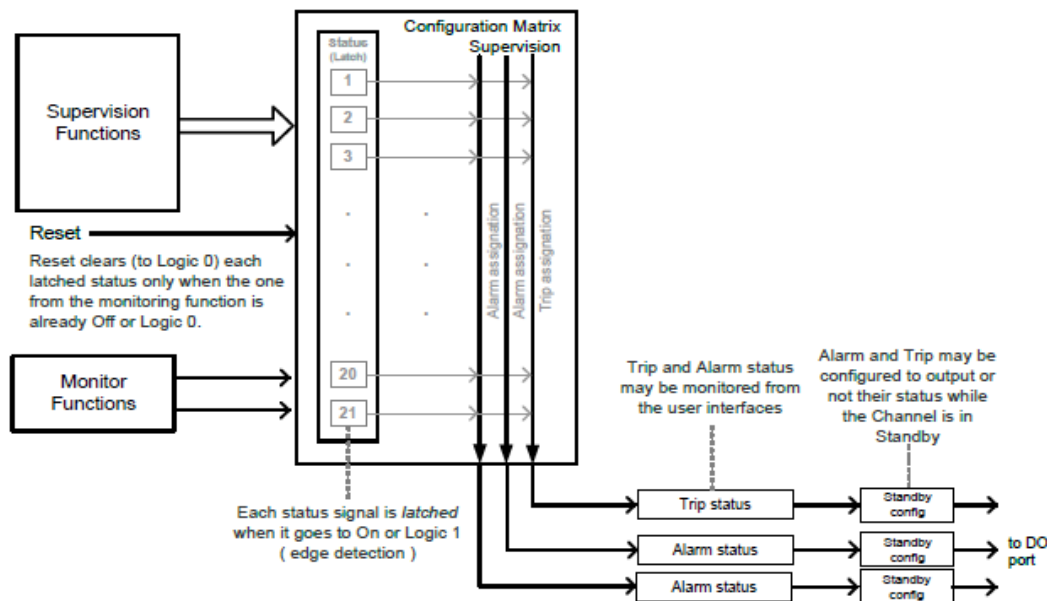 Configuration Matrix
Supervision
Status
(Latch)
1
2
3
20
21
Alarm assignation
Alarm assignation
Trip assignation
Supervision
Functions
Reset
Reset clears (to Logic 0) each
latched status only when the one
from the monitoring function is
already Off or Logic 0.
Monitor
Functions
Each status signal is latched
when it goes to On or Logic 1
( edge detection )
Trip and Alarm status
may be monitored from
the user interfaces
Alarm and Trip may be
configured to output or
not their status while
the Channel is in
Standby
Trip status
Standby
config
Alarm status
Standby
config
Alarm status
Standby
config
to DO
port